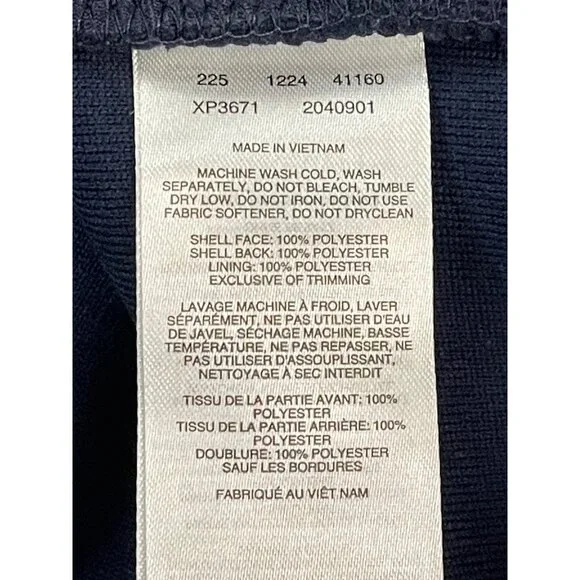 225 1224 41160
XP3671 2040901
MADE IN VIETNAM
MACHINE WASH COLD, WASH
SEPARATELY, DO NOT BLEACH, TUMBLE
DRY LOW, DO NOT IRON, DO NOT USE
FABRIC SOFTENER, DO NOT DRYCLEAN
SHELL FACE: 100% POLYESTER
SHELL BACK: 100% POLYESTER
LINING: 100% POLYESTER
EXCLUSIVE OF TRIMMING
LAVAGE MACHINE À FROID, LAVER
SÉPARÉMENT, NE PAS UTILISER D'EAU
DE JAVEL, SÉCHAGE MACHINE, BASSE
TEMPÉRATURE, NE PAS REPASSER, NE
PAS UTILISER D'ASSOUPLISSANT,
NETTOYAGE À SEC INTERDIT
TISSU DE LA PARTIE AVANT: 100%
POLYESTER
TISSU DE LA PARTIE ARRIÈRE: 100%
POLYESTER
DOUBLURE: 100% POLYESTER
SAUF LES BORDURES
FABRIQUÉ AU VIÊT NAM